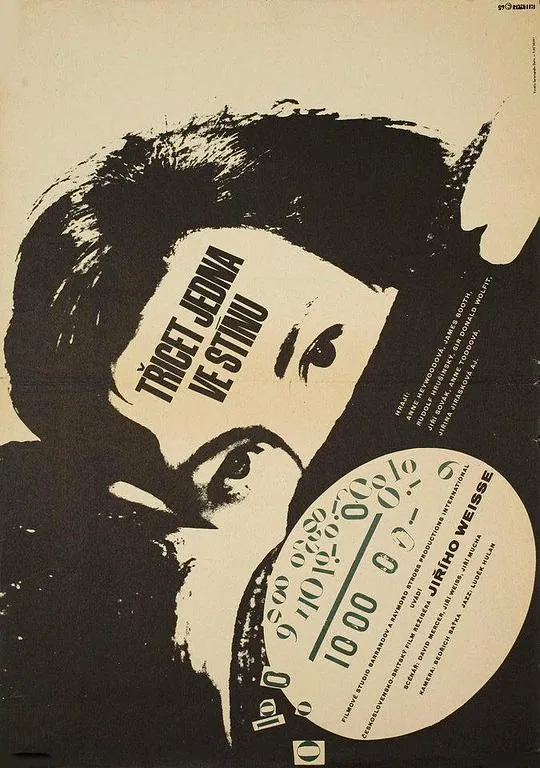 TŘICET JEDNA
VE STÍNU
HRAJÍ:
ANNE HEYWOODOVÁ, JAMES BOOTH,
RUDOLF HRUŠÍNSKÝ, SIR DONALD WOLFIT,
JIŘÍ SOVÁK, ANNE TODDOVÁ,
JIŘINA JIRÁSKOVÁ AJ.
1000 0
FILMOVÉ STUDIO BARRANDOV A RAYMOND STROSS PRODUCTIONS INTERNATIONAL
UVÁDÍ
ČESKOSLOVENSKO-BRITSKÝ FILM REŽISÉRA JIŘÍHO WEISSE
SCÉNÁŘ: DAVID MERCER, JIŘÍ WEISS, JIŘÍ MUCHA
KAMERA: BEDŘICH BAŤKA JAZZ: LUDĚK HULAN